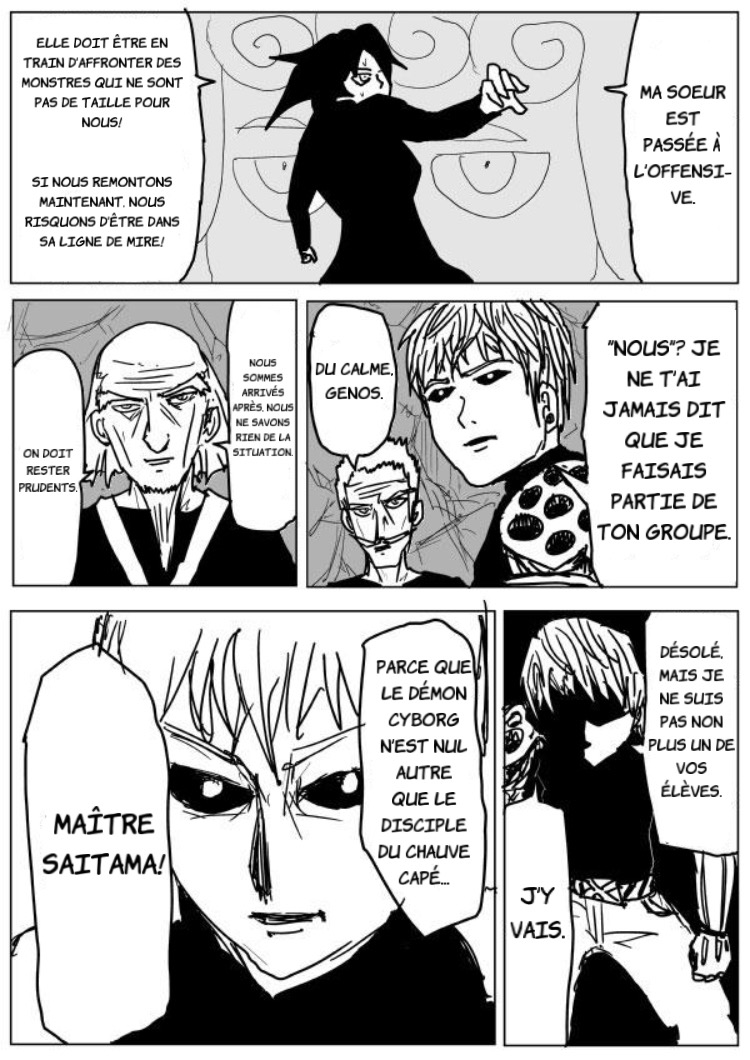 MA SOEUR
EST
PASSÉE À
L'OFFENSI-
VE.
ELLE DOIT ÊTRE EN
TRAIN D'AFFRONTER DES
MONSTRES QUI NE SONT
PAS DE TAILLE POUR
NOUS!
SI NOUS REMONTONS
MAINTENANT. NOUS
RISQUONS D'ÊTRE DANS
SA LIGNE DE MIRE!
"NOUS"? JE
NE T'AI
JAMAIS DIT
QUE JE
FAISAIS
PARTIE DE
TON GROUPE.
DU CALME,
GENOS.
NOUS
SOMMES
ARRIVÉS
APRÈS, NOUS
NE SAVONS
RIEN DE LA
SITUATION.
ON DOIT
RESTER
PRUDENTS.
DÉSOLÉ,
MAIS JE
NE SUIS
PAS NON
PLUS UN DE
VOS
ÉLÈVES.
J'Y
VAIS.
PARCE QUE
LE DÉMON
CYBORG
N'EST NUL
AUTRE
QUE LE
DISCIPLE
DU CHAUVE
CAPÉ...
MAÎTRE
SAITAMA!